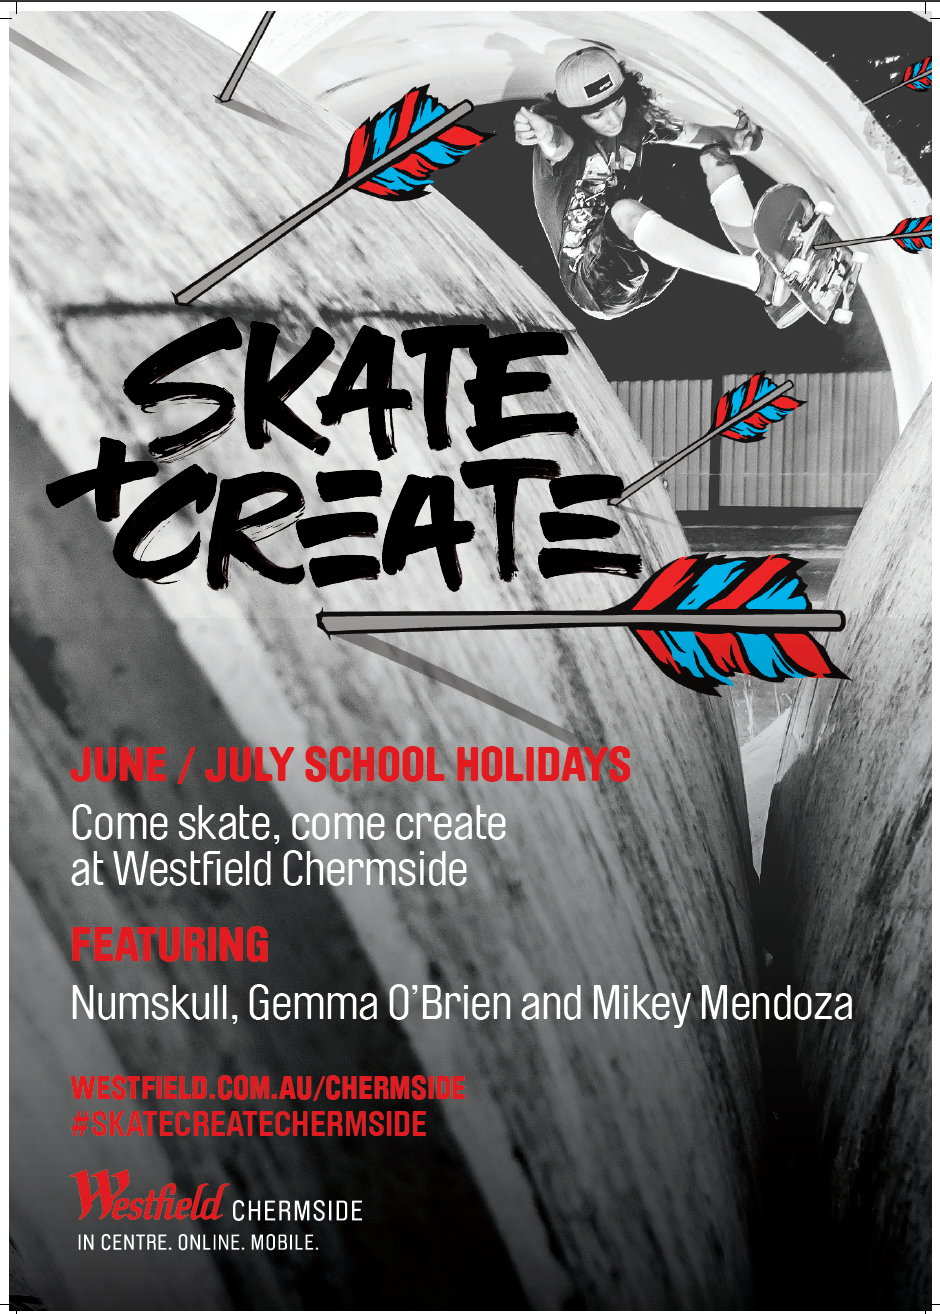 SKATE
+CREATE
JUNE / JULY SCHOOL HOLIDAYS
Come skate, come create
at Westfield Chermside
FEATURING
Numskull, Gemma O'Brien and Mikey Mendoza
WESTFIELD.COM.AU/CHERMSIDE
#SKATECREATECHERMSIDE
Westfield CHERMSIDE
IN CENTRE. ONLINE. MOBILE.